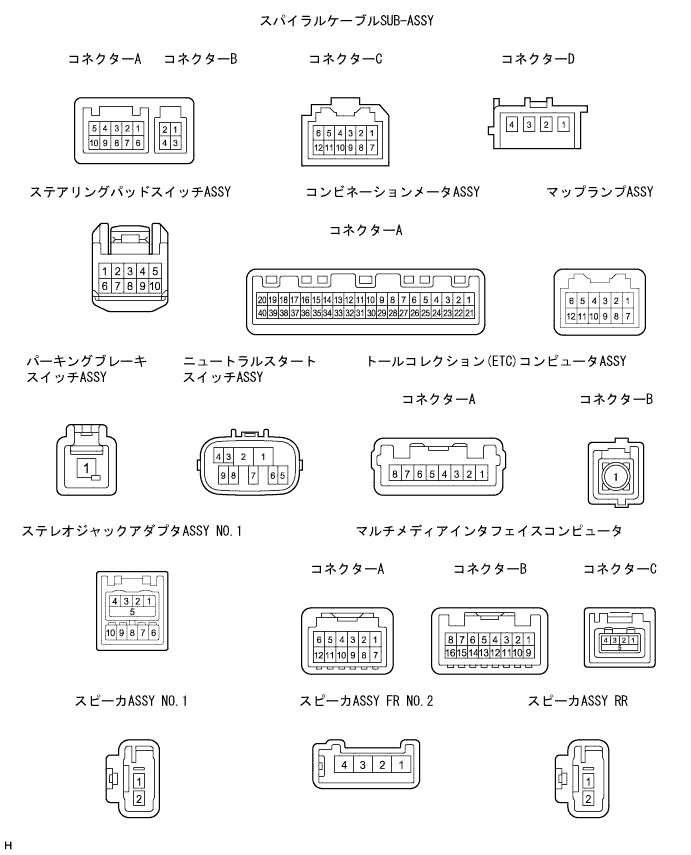 スパイラルケーブルSUB-ASSY
コネクターA コネクターB コネクターC コネクターD
5 4 3 2 1 2 1
10 9 8 7 6 4 3
6 5 4 3 2 1
12 11 10 9 8 7
4 3 2 1
ステアリングパッドスイッチASSY コンビネーションメータASSY マップランプASSY
コネクターA
1 2 3 4 5
6 7 8 9 10
20 19 18 17 16 15 14 13 12 11 10 9 8 7 6 5 4 3 2 1
40 39 38 37 36 35 34 33 32 31 30 29 28 27 26 25 24 23 22 21
6 5 4 3 2 1
12 11 10 9 8 7
パーキングブレーキ
スイッチASSY
ニュートラルスタート
スイッチASSY
トールコレクション(ETC)コンピュータASSY
コネクターA コネクターB
1
4 3 2 1
9 8 7 6 5
8 7 6 5 4 3 2 1
1
ステレオジャックアダプタASSY NO.1 マルチメディアインタフェイスコンピュータ
コネクターA コネクターB コネクターC
4 3 2 1
5
10 9 8 7 6
6 5 4 3 2 1
12 11 10 9 8 7
8 7 6 5 4 3 2 1
16 15 14 13 12 11 10 9
4 3 2 1
5
スピーカASSY NO.1 スピーカASSY FR NO.2 スピーカASSY RR
1
2
4 3 2 1
1
2
H